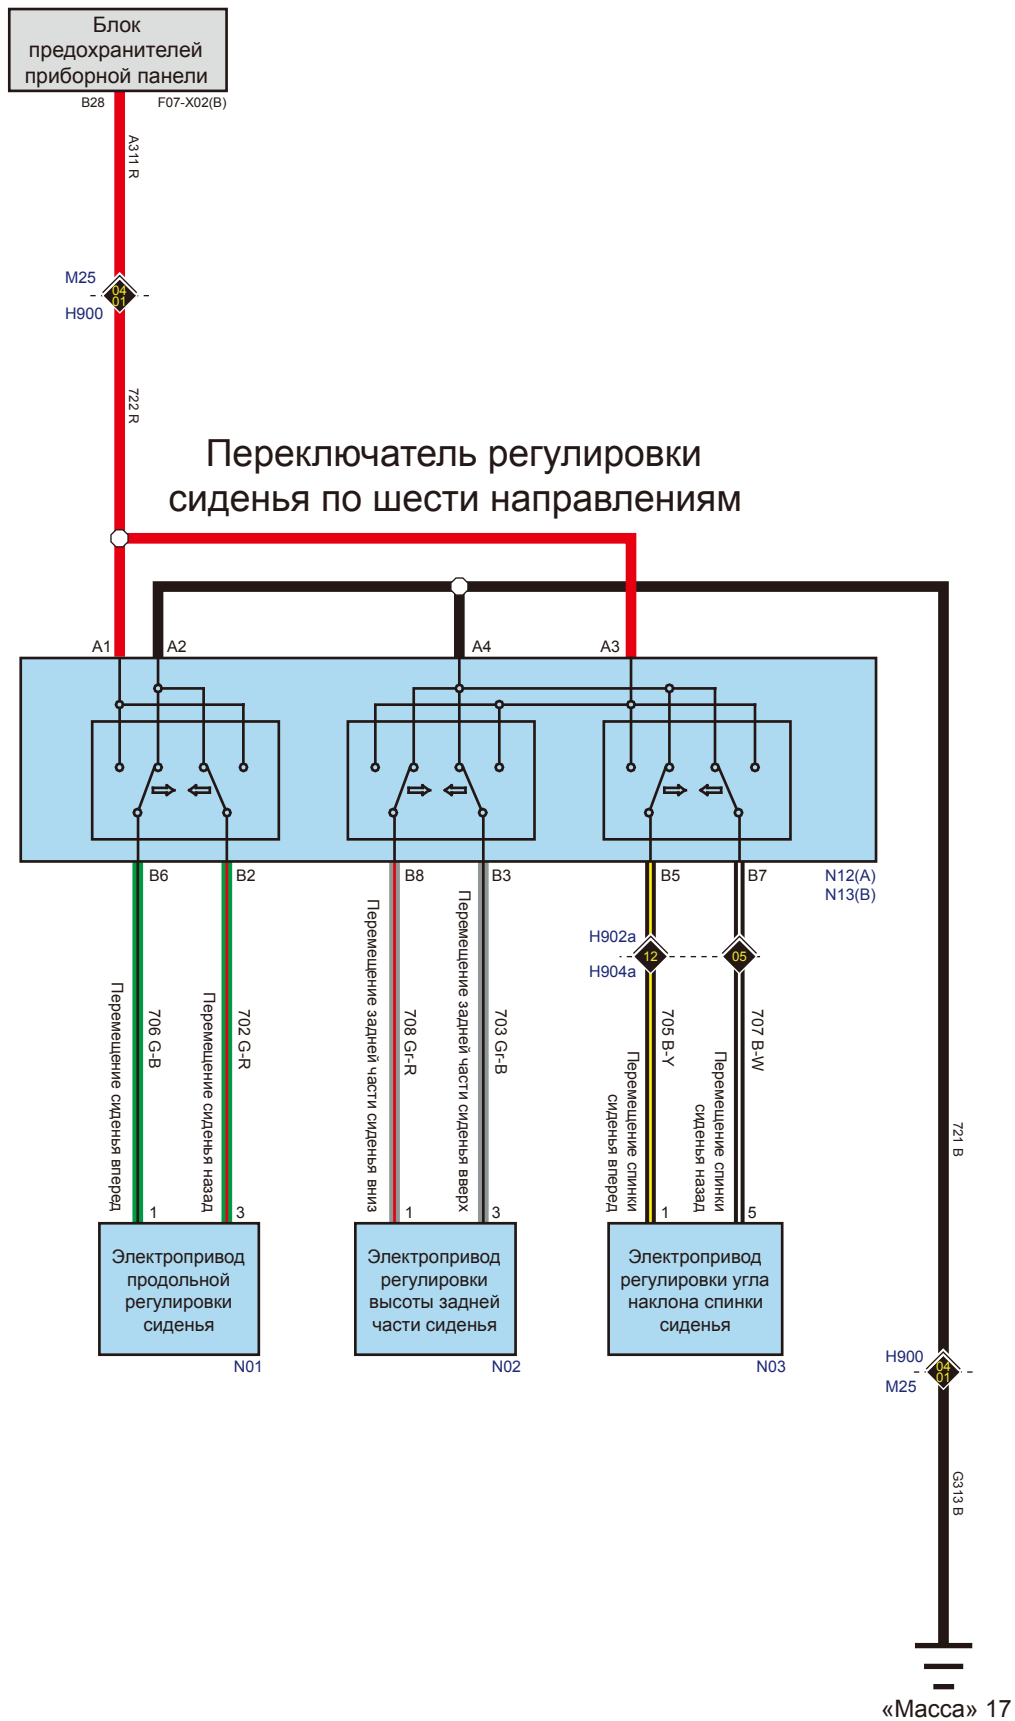 Блок
предохранителей
приборной панели
B28
F07-X02(B)
A311 R
M25
04
01
H900
722 R
Переключатель регулировки
сиденья по шести направлениям
A1
A2
A4
A3
B6
B2
B8
B3
B5
B7
N12(A)
N13(B)
H902a
H904a
12
05
Перемещение сиденья вперед
706 G-B
Перемещение сиденья назад
702 G-R
Перемещение задней части сиденья вниз
708 Gr-R
Перемещение задней части сиденья вверх
703 Gr-B
Перемещение спинки
сиденья вперед
705 B-Y
Перемещение спинки
сиденья назад
707 B-W
721 B
1
3
1
3
1
5
Электропривод
продольной
регулировки
сиденья
N01
Электропривод
регулировки
высоты задней
части сиденья
N02
Электропривод
регулировки угла
наклона спинки
сиденья
N03
H900
04
01
M25
G313 B
«Масса» 17